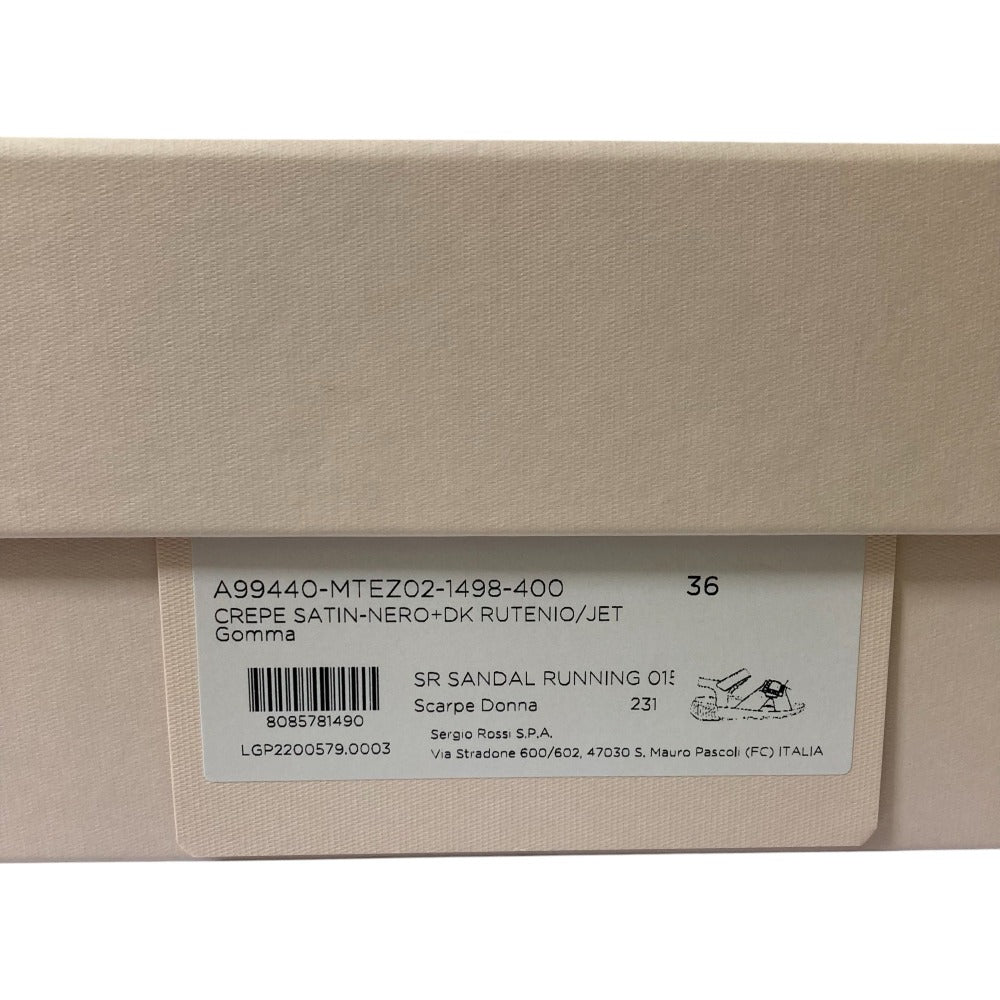 A99440-MTEZ02-1498-400 36
CREPE SATIN-NERO+DK RUTENIO/JET
Gomma
SR SANDAL RUNNING
Scarpe Donna 231
8085781490
Sergio Rossi S.P.A.
LGP2200579.0003
Via Stradone 600/602, 47030 S. Mauro Pascoli (FC) ITALIA